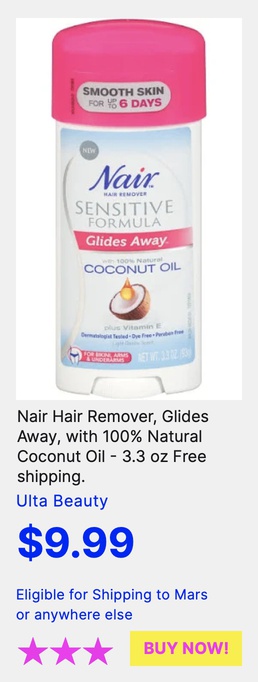 SMOOTH SKIN
FOR UP TO 6 DAYS
NEW
Nair
HAIR REMOVER
SENSITIVE
FORMULA
Glides Away
with 100% Natural
COCONUT OIL
plus Vitamin E
Dermatologist Tested • Dye Free • Paraben Free
FOR BIKINI, ARMS
& UNDERARMS
NET WT. 3.3 OZ
Nair Hair Remover, Glides
Away, with 100% Natural
Coconut Oil - 3.3 oz Free
shipping.
Ulta Beauty
$9.99
Eligible for Shipping to Mars
or anywhere else
BUY NOW!